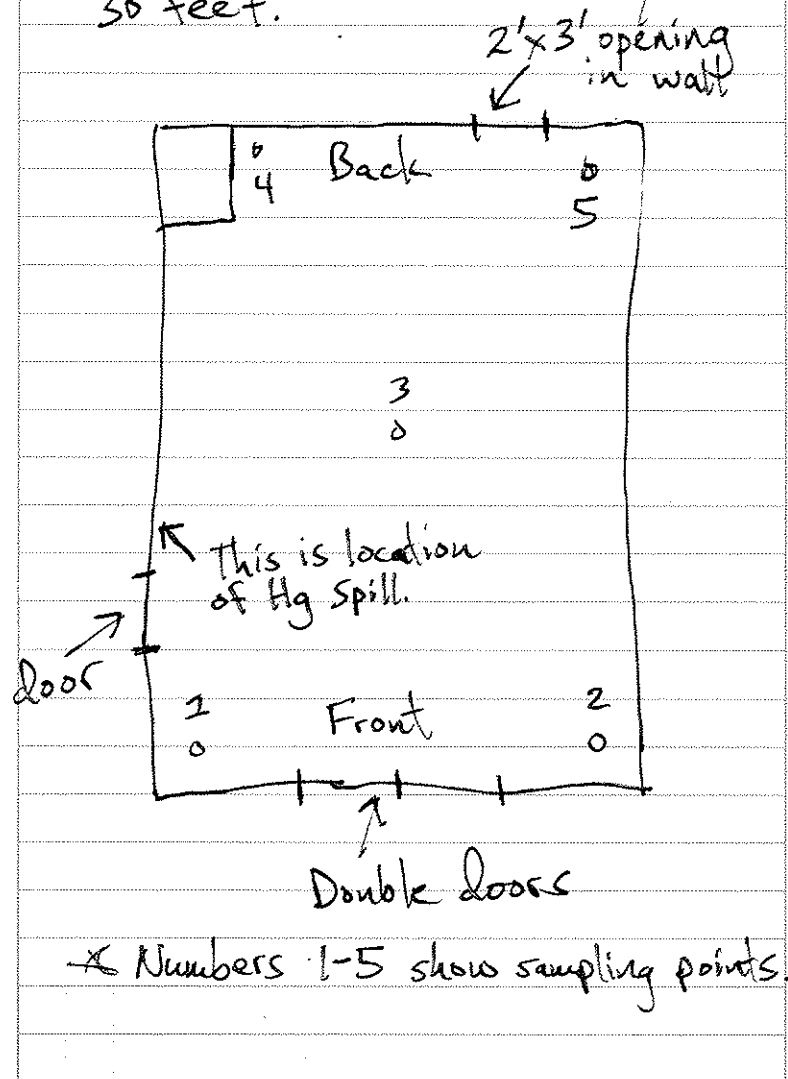 50 feet.
2'x3' opening
in wall
Back
4
5
3
This is location
of Hg Spill.
door
1
Front
2
Double doors
* Numbers 1-5 show sampling points.